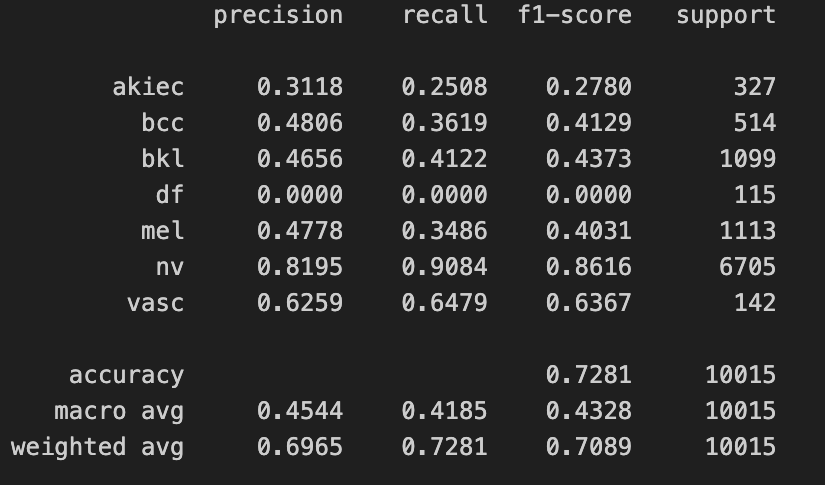 precision recall f1-score support
akiec 0.3118 0.2508 0.2780 327
bcc 0.4806 0.3619 0.4129 514
bkl 0.4656 0.4122 0.4373 1099
df 0.0000 0.0000 0.0000 115
mel 0.4778 0.3486 0.4031 1113
nv 0.8195 0.9084 0.8616 6705
vasc 0.6259 0.6479 0.6367 142
accuracy 0.7281 10015
macro avg 0.4544 0.4185 0.4328 10015
weighted avg 0.6965 0.7281 0.7089 10015